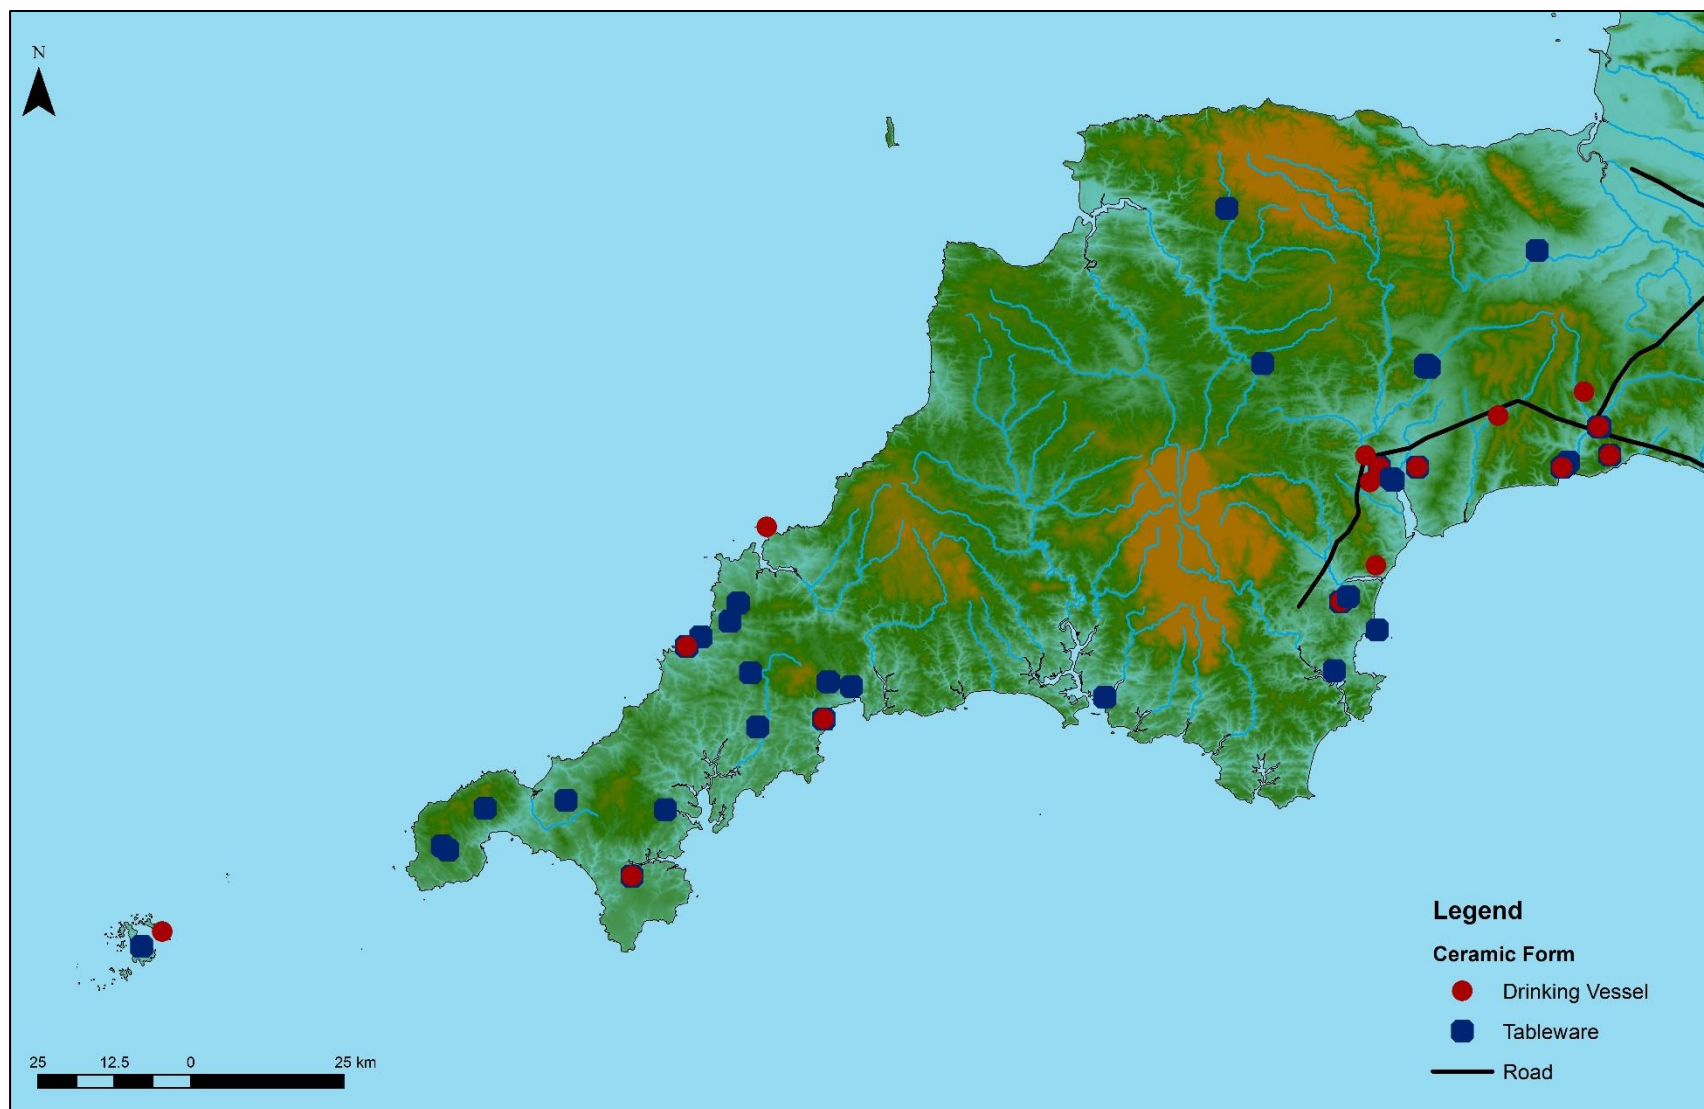 N
Legend
Ceramic Form
Drinking Vessel
Tableware
Road
25 12.5 0 25 km